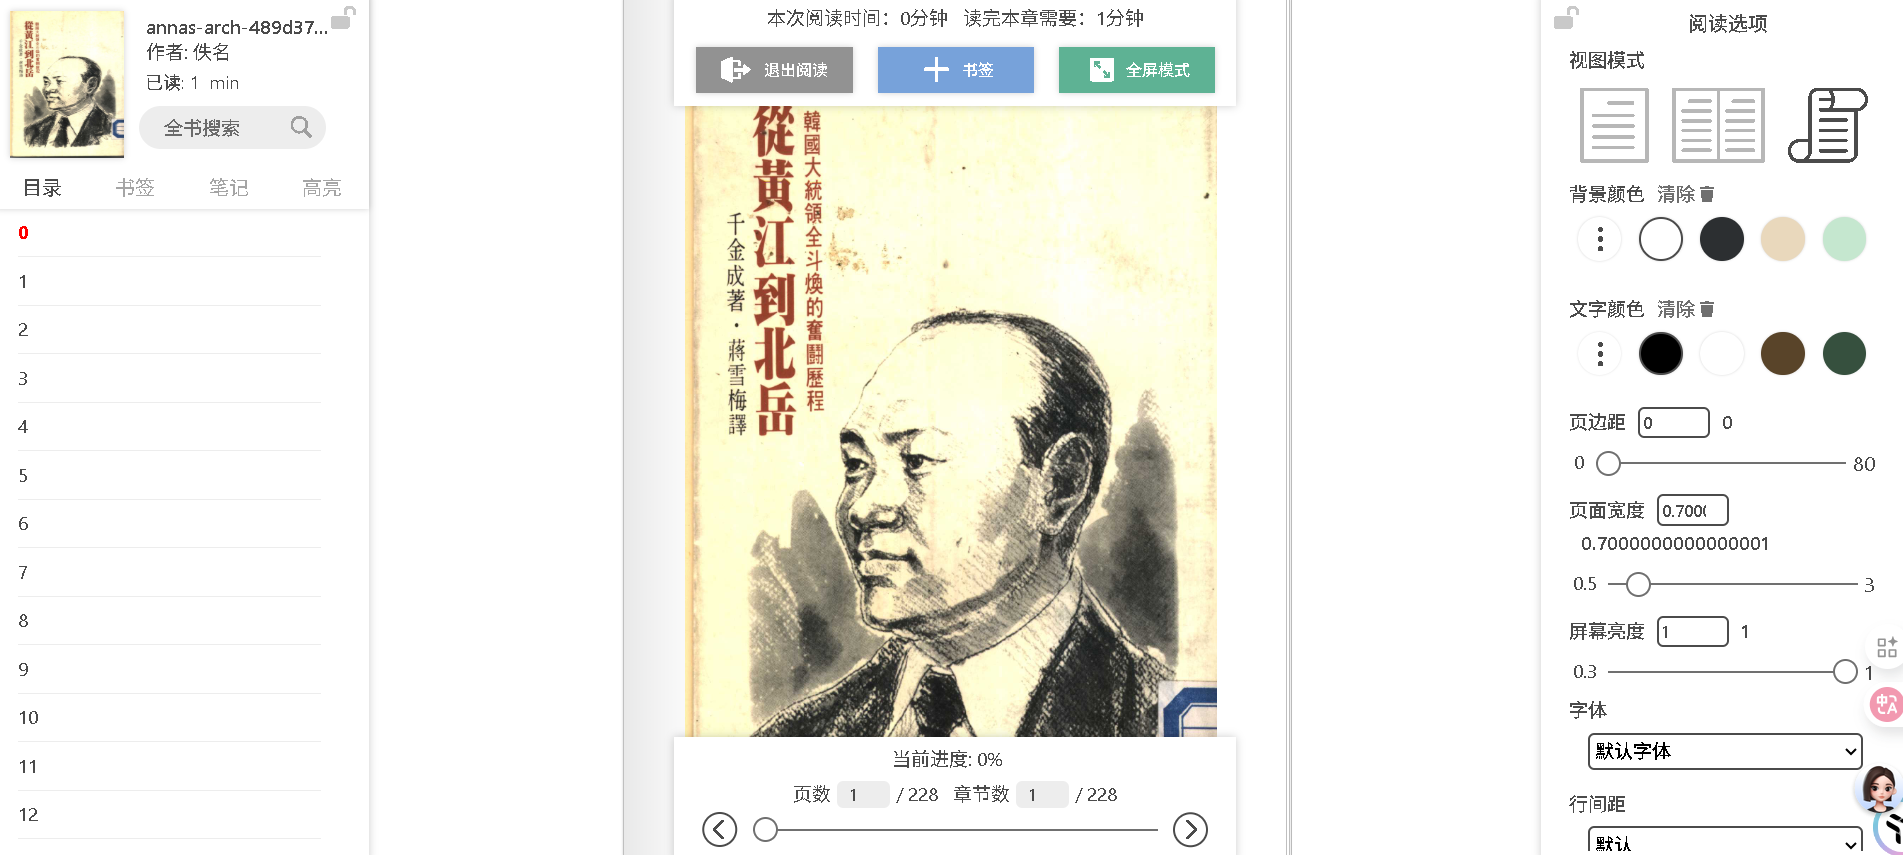 annas-arch-489d37...
作者: 佚名
已读: 1 min
全书搜索
目录 书签 笔记 高亮
0
1
2
3
4
5
6
7
8
9
10
11
12
本次阅读时间：0分钟 读完本章需要：1分钟
退出阅读 书签 全屏模式
韓國大統領全斗煥的奮鬪歷程
從黃江到北岳
千金成著・蔣雪梅譯
当前进度: 0%
页数 1 / 228 章节数 1 / 228
阅读选项
视图模式
背景颜色 清除
文字颜色 清除
页边距 0 0
0 80
页面宽度 0.700
0.7000000000000001
0.5 3
屏幕亮度 1 1
0.3 1
字体
默认字体
行间距
默认
中A